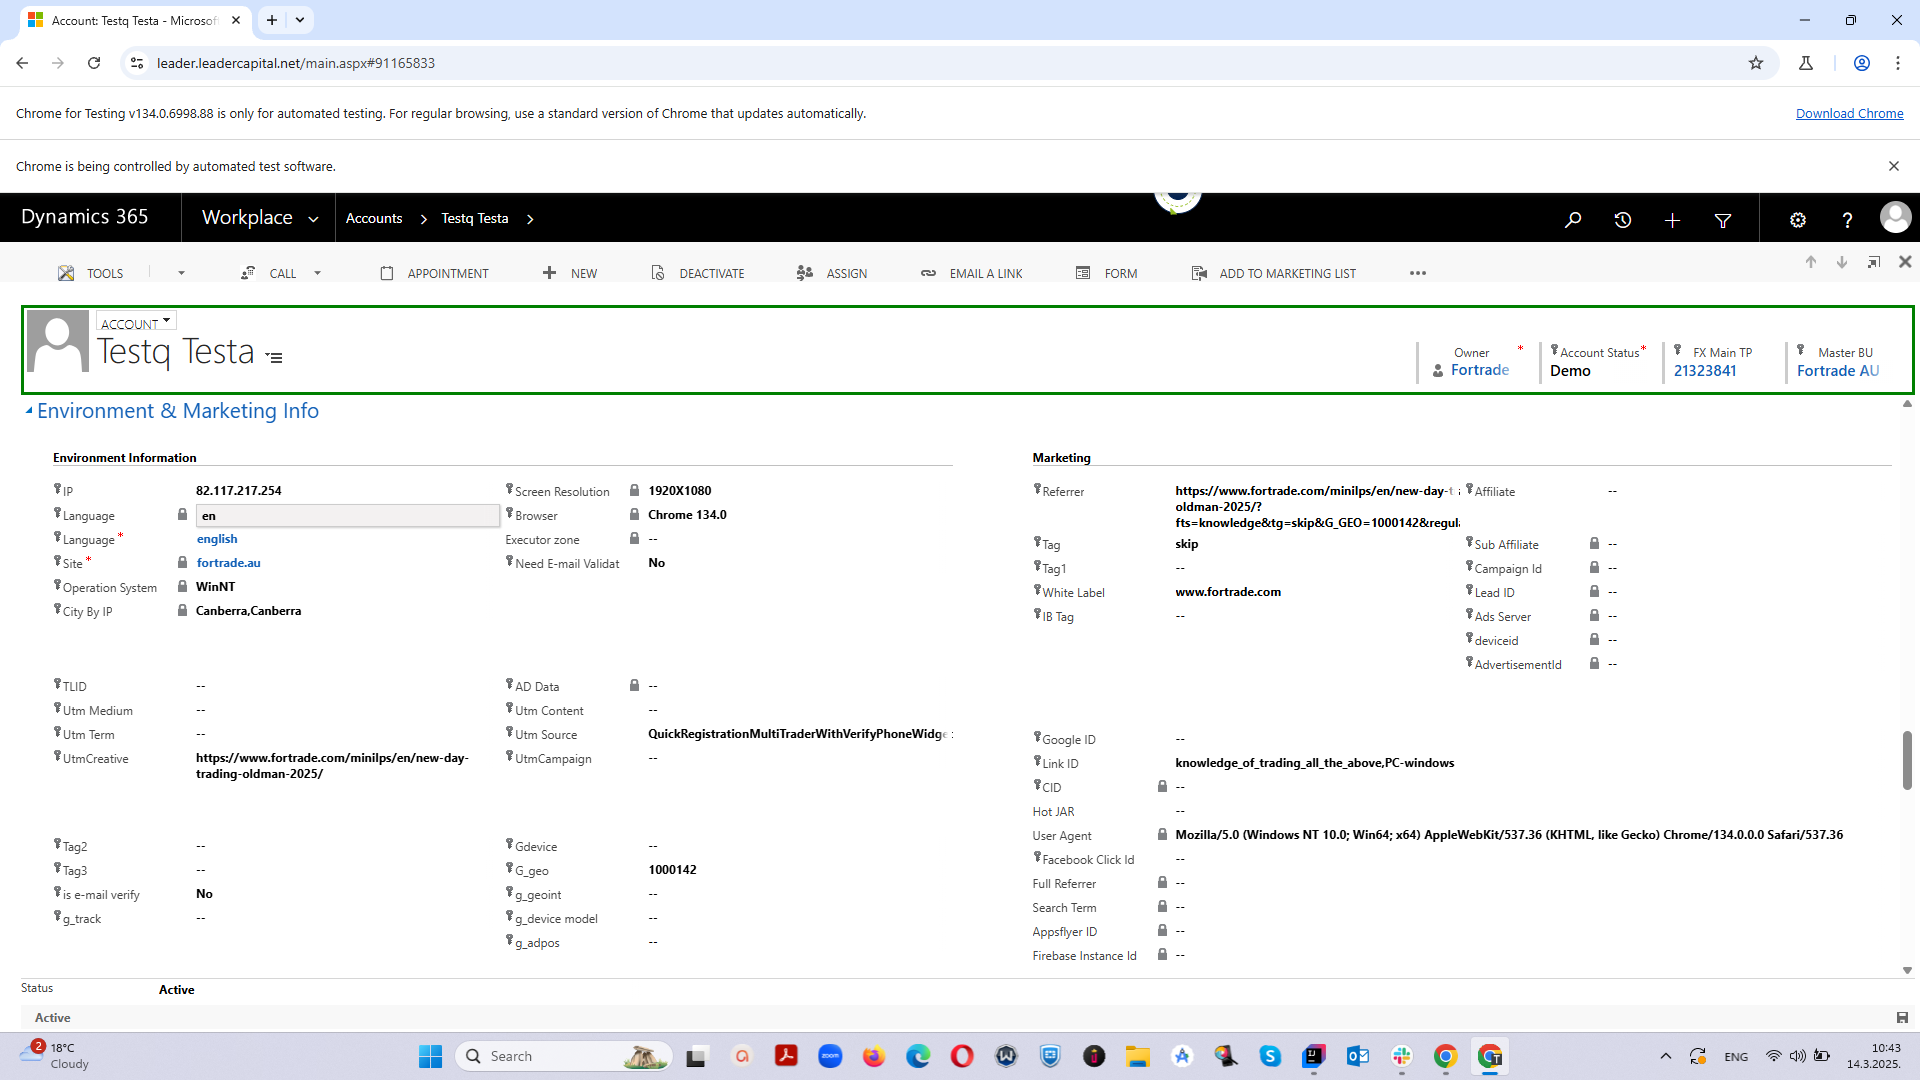 Account: Testq Testa - Microsof
leader.leadercapital.net/main.aspx#91165833
Chrome for Testing v134.0.6998.88 is only for automated testing. For regular browsing, use a standard version of Chrome that updates automatically.
Download Chrome
Chrome is being controlled by automated test software.
Dynamics 365
Workplace
Accounts
Testq Testa
TOOLS
CALL
APPOINTMENT
NEW
DEACTIVATE
ASSIGN
EMAIL A LINK
FORM
ADD TO MARKETING LIST
ACCOUNT
Testq Testa
Owner *
Fortrade
Account Status *
Demo
FX Main TP
21323841
Master BU
Fortrade AU
Environment & Marketing Info
Environment Information
IP 82.117.217.254
Language en
Language * english
Site * fortrade.au
Operation System WinNT
City By IP Canberra,Canberra
Screen Resolution 1920X1080
Browser Chrome 134.0
Executor zone --
Need E-mail Validat No
TLID --
Utm Medium --
Utm Term --
UtmCreative https://www.fortrade.com/minilps/en/new-day-
trading-oldman-2025/
AD Data --
Utm Content --
Utm Source QuickRegistrationMultiTraderWithVerifyPhoneWidge
UtmCampaign --
Tag2 --
Tag3 --
is e-mail verify No
g_track --
Gdevice --
G_geo 1000142
g_geoint --
g_device model --
g_adpos --
Marketing
Referrer https://www.fortrade.com/minilps/en/new-day-t
oldman-2025/?
fts=knowledge&tg=skip&G_GEO=1000142&regul
Tag skip
Tag1 --
White Label www.fortrade.com
IB Tag --
Affiliate --
Sub Affiliate --
Campaign Id --
Lead ID --
Ads Server --
deviceid --
AdvertisementId --
Google ID --
Link ID knowledge_of_trading_all_the_above,PC-windows
CID --
Hot JAR --
User Agent Mozilla/5.0 (Windows NT 10.0; Win64; x64) AppleWebKit/537.36 (KHTML, like Gecko) Chrome/134.0.0.0 Safari/537.36
Facebook Click Id --
Full Referrer --
Search Term --
Appsflyer ID --
Firebase Instance Id --
Status Active
Active
2
18°C
Cloudy
Search
zoom
ENG
10:43
14.3.2025.